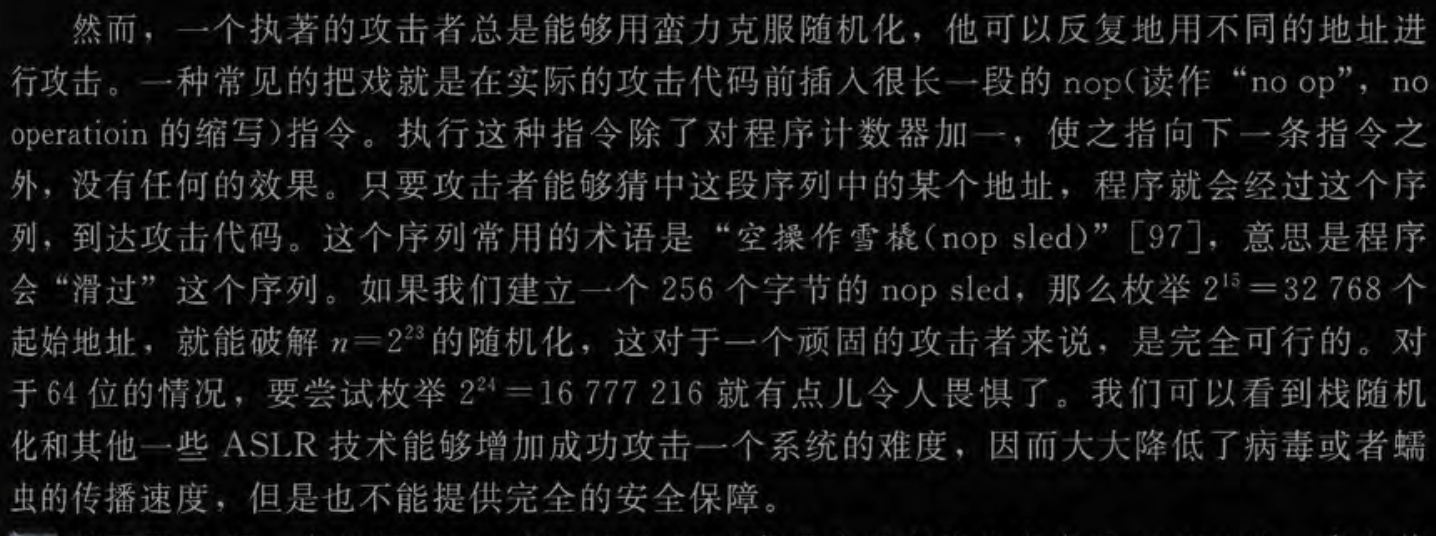 然而，一个执著的攻击者总是能够用蛮力克服随机化，他可以反复地用不同的地址进
行攻击。一种常见的把戏就是在实际的攻击代码前插入很长一段的 nop(读作“no op”，no
operatioin 的缩写)指令。执行这种指令除了对程序计数器加一，使之指向下一条指令之
外，没有任何的效果。只要攻击者能够猜中这段序列中的某个地址，程序就会经过这个序
列，到达攻击代码。这个序列常用的术语是“空操作雪橇(nop sled)”[97]，意思是程序
会“滑过”这个序列。如果我们建立一个 256 个字节的 nop sled，那么枚举 2¹⁵＝32 768 个
起始地址，就能破解 n＝2²³的随机化，这对于一个顽固的攻击者来说，是完全可行的。对
于 64 位的情况，要尝试枚举 2²⁴＝16 777 216 就有点儿令人畏惧了。我们可以看到栈随机
化和其他一些 ASLR 技术能够增加成功攻击一个系统的难度，因而大大降低了病毒或者蠕
虫的传播速度，但是也不能提供完全的安全保障。